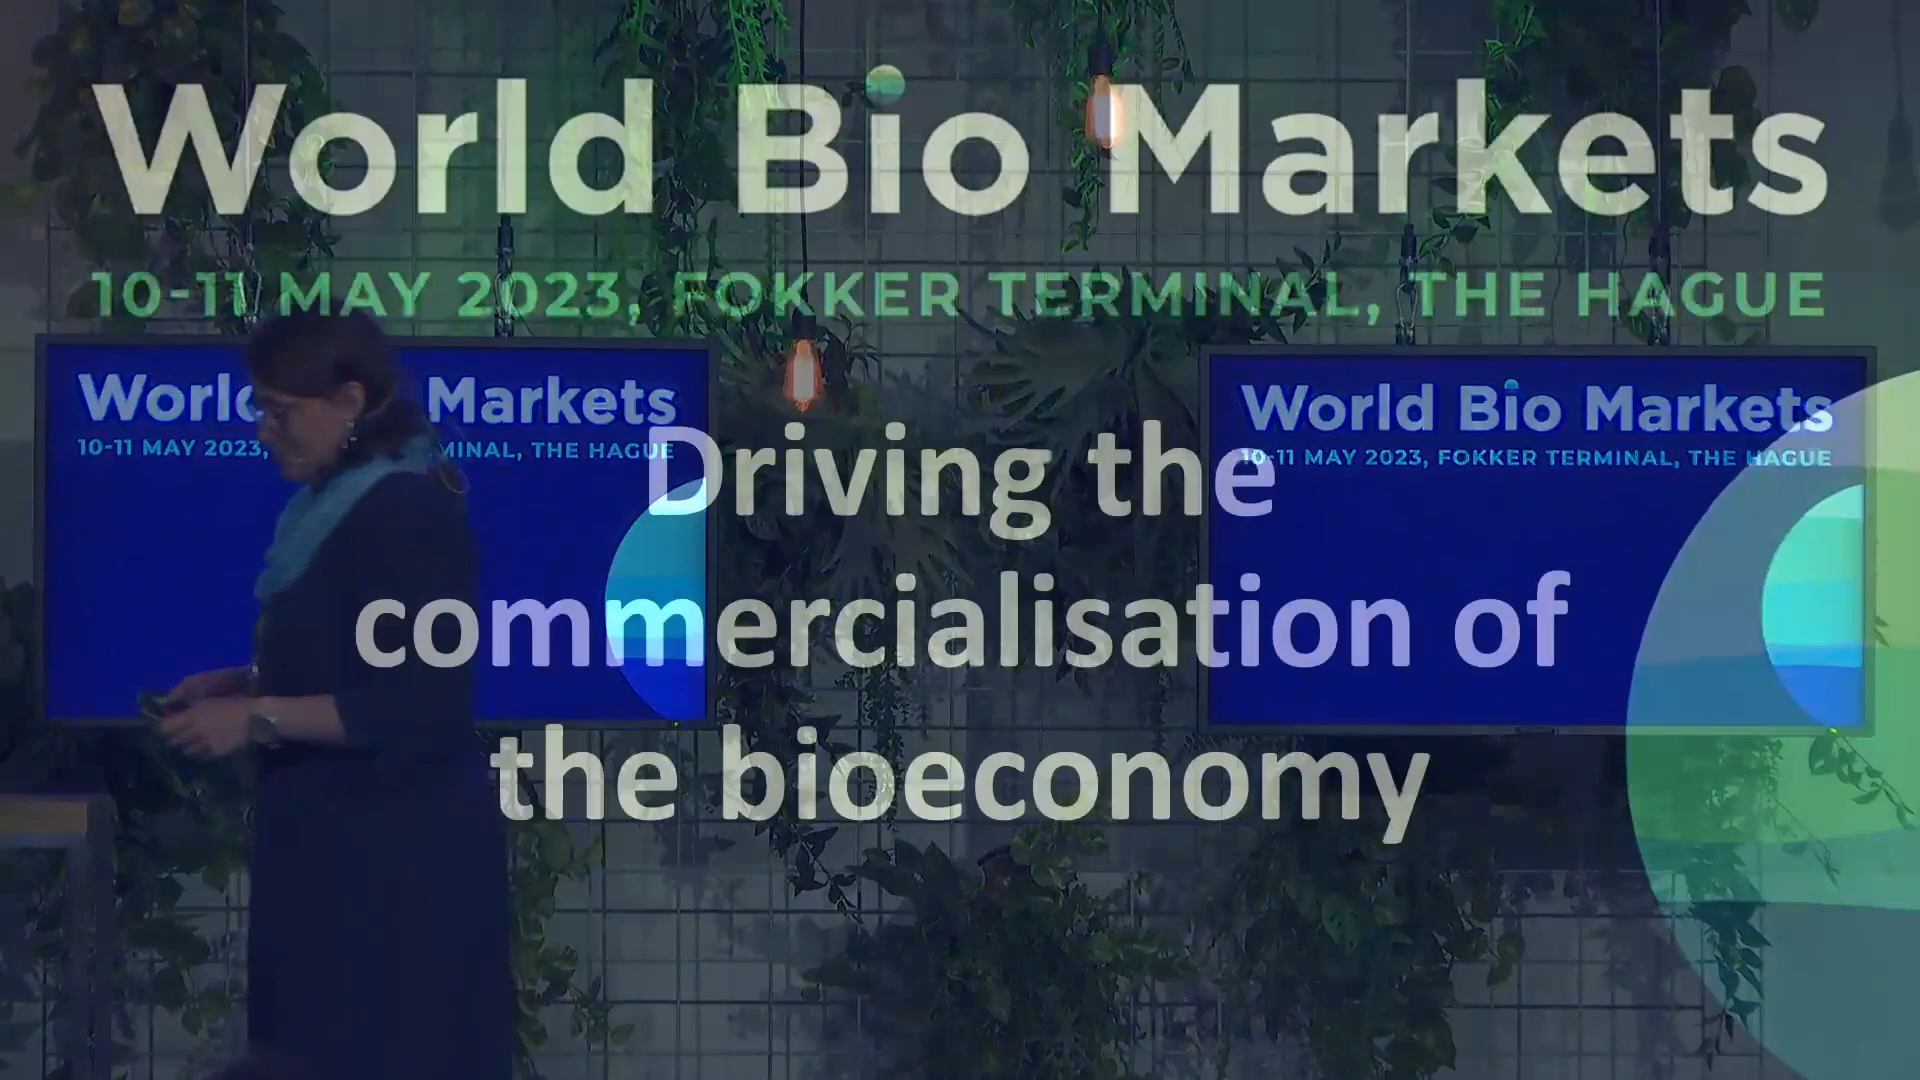 World Bio Markets
10-11 MAY 2023, FOKKER TERMINAL, THE HAGUE
World Markets
10-11 MAY 2023, MINAL, THE HAGUE
World Bio Markets
10-11 MAY 2023, FOKKER TERMINAL, THE HAGUE
Driving the
commercialisation of
the bioeconomy